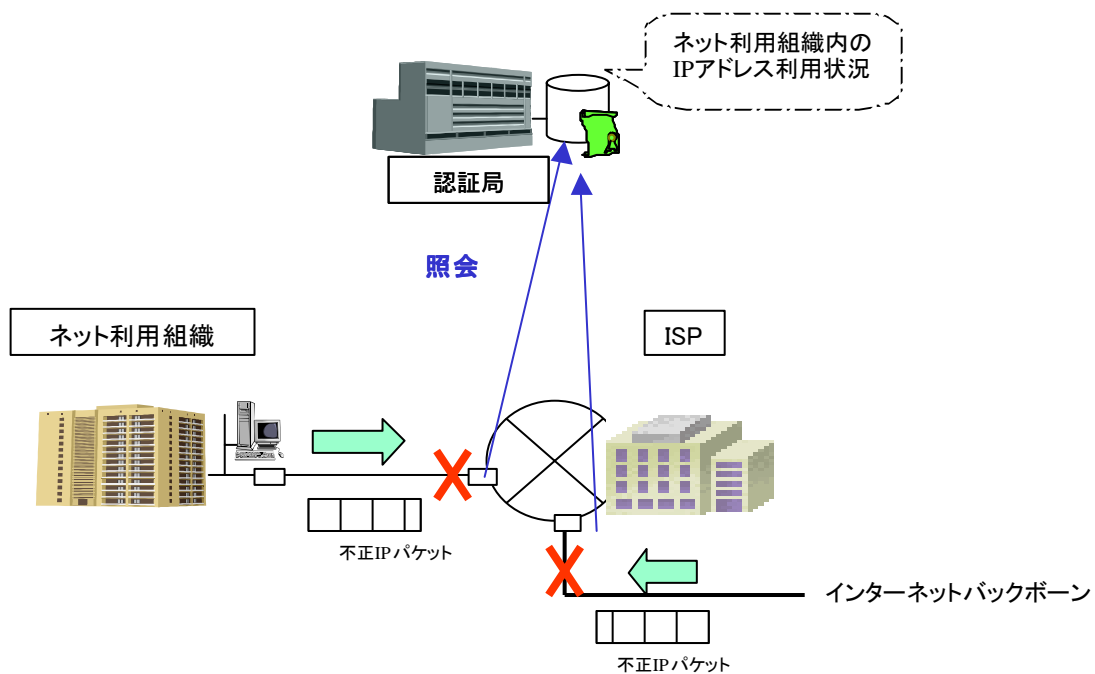 ネット利用組織内の
IPアドレス利用状況
認証局
照会
ネット利用組織
ISP
不正IPパケット
インターネットバックボーン
不正IPパケット